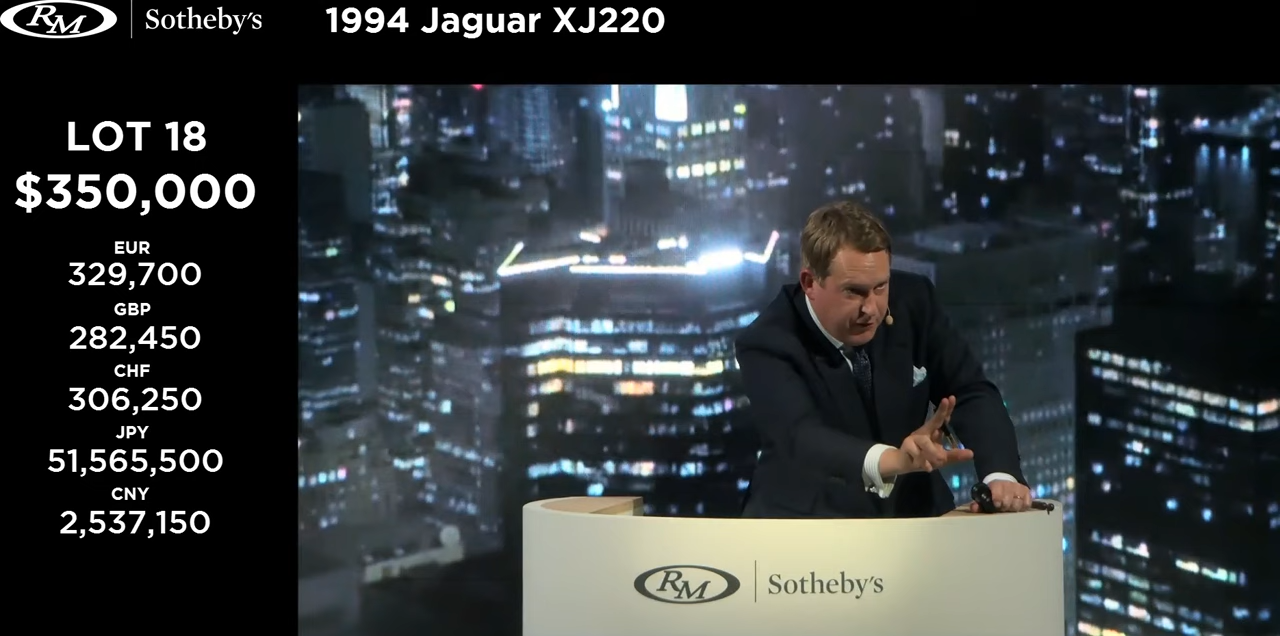 RM Sotheby's 1994 Jaguar XJ220
LOT 18
$350,000
EUR
329,700
GBP
282,450
CHF
306,250
JPY
51,565,500
CNY
2,537,150
RM Sotheby's